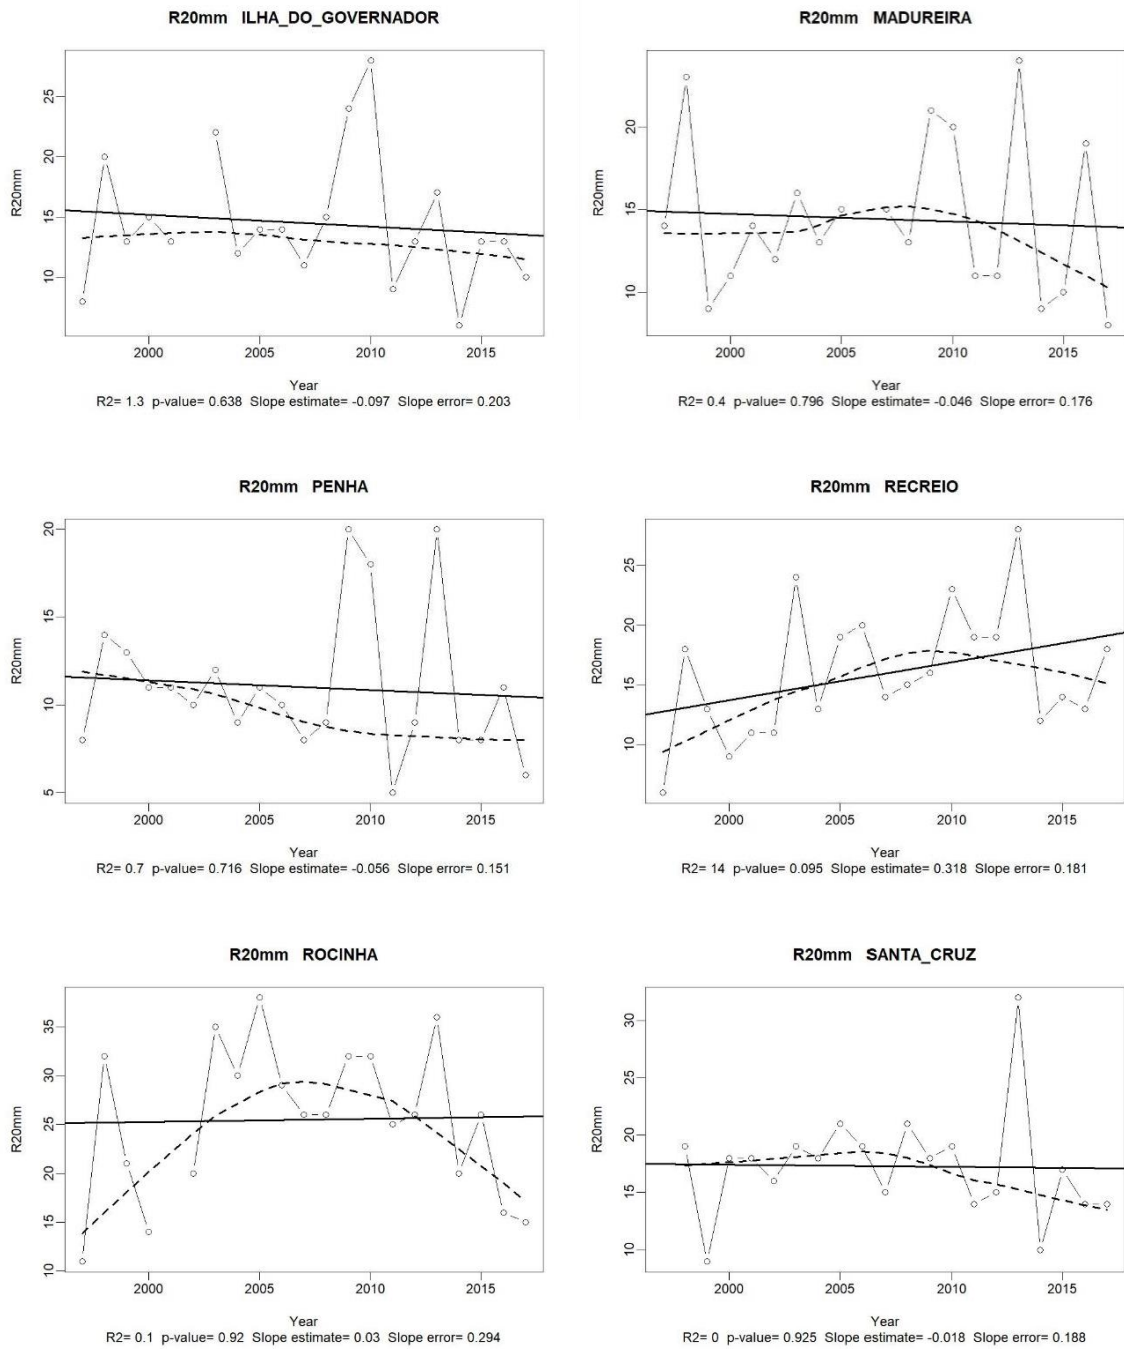 R20mm ILHA_DO_GOVERNADOR
R20mm
25
20
15
10
2000 2005 2010 2015
Year
R2= 1.3 p-value= 0.638 Slope estimate= -0.097 Slope error= 0.203
R20mm MADUREIRA
R20mm
20
15
10
2000 2005 2010 2015
Year
R2= 0.4 p-value= 0.796 Slope estimate= -0.046 Slope error= 0.176
R20mm PENHA
R20mm
20
15
10
5
2000 2005 2010 2015
Year
R2= 0.7 p-value= 0.716 Slope estimate= -0.056 Slope error= 0.151
R20mm RECREIO
R20mm
25
20
15
10
2000 2005 2010 2015
Year
R2= 14 p-value= 0.095 Slope estimate= 0.318 Slope error= 0.181
R20mm ROCINHA
R20mm
35
30
25
20
15
10
2000 2005 2010 2015
Year
R2= 0.1 p-value= 0.92 Slope estimate= 0.03 Slope error= 0.294
R20mm SANTA_CRUZ
R20mm
30
25
20
15
10
2000 2005 2010 2015
Year
R2= 0 p-value= 0.925 Slope estimate= -0.018 Slope error= 0.188